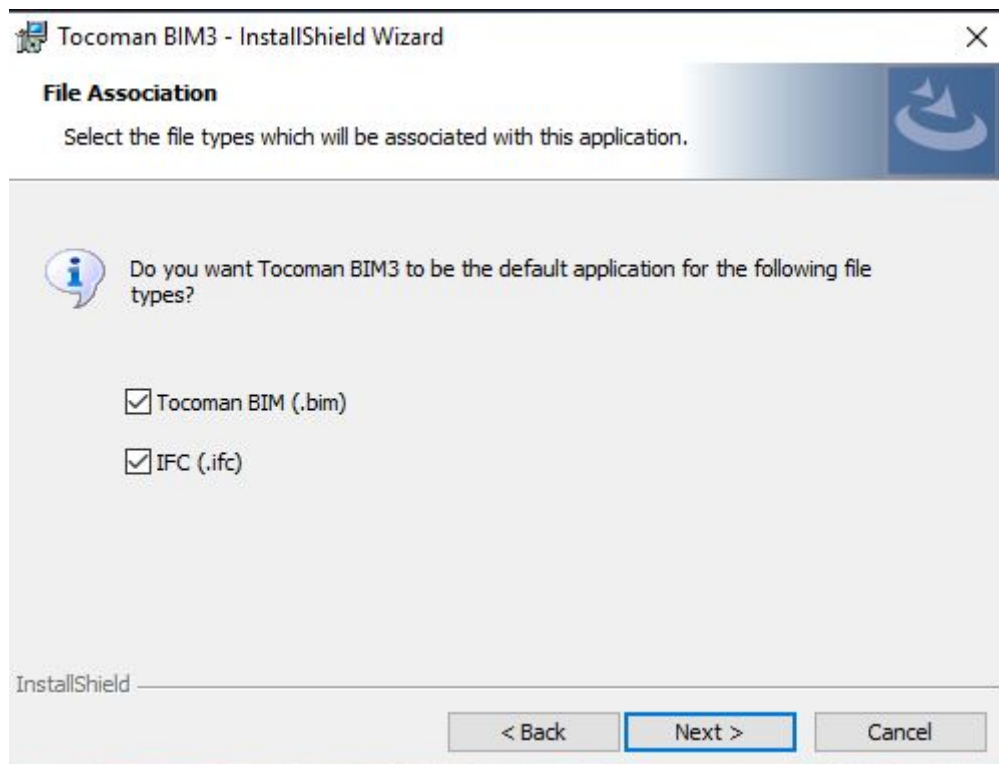 Tocoman BIM3 - InstallShield Wizard
File Association
Select the file types which will be associated with this application.
Do you want Tocoman BIM3 to be the default application for the following file
types?
Tocoman BIM (.bim)
IFC (.ifc)
InstallShield
< Back
Next >
Cancel